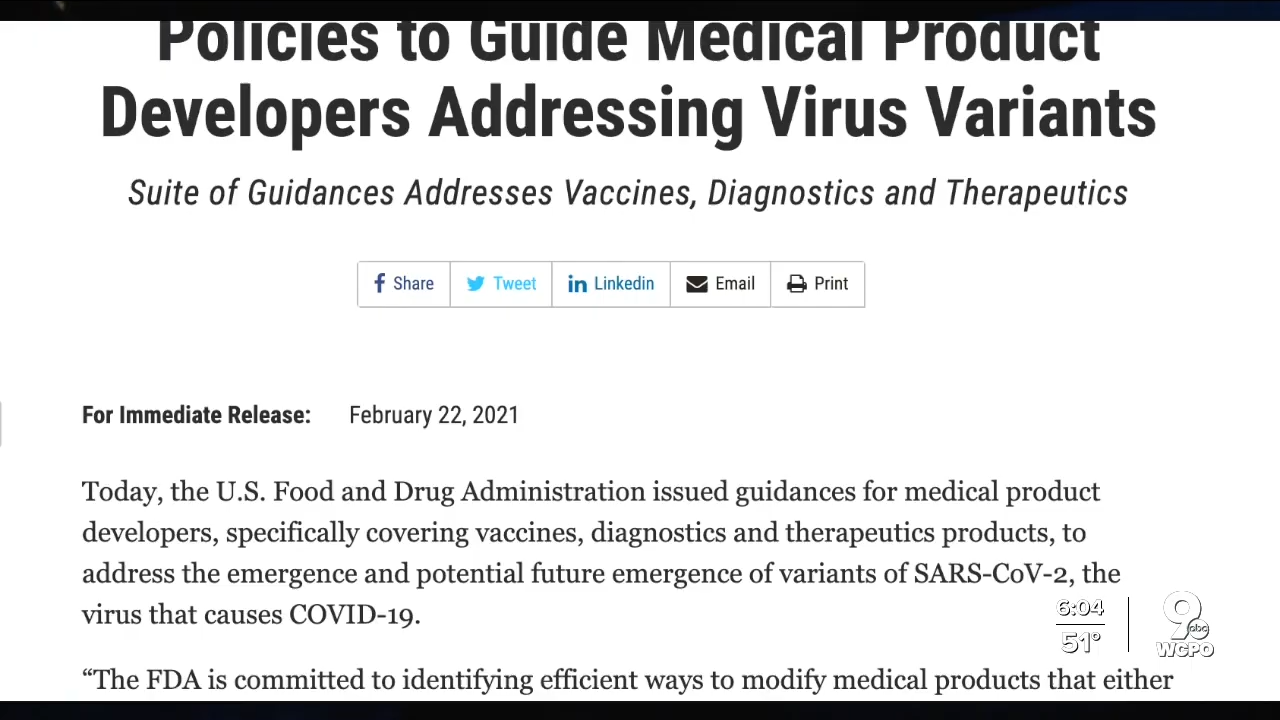 Policies to Guide Medical Product
Developers Addressing Virus Variants
Suite of Guidances Addresses Vaccines, Diagnostics and Therapeutics
f Share Tweet in Linkedin Email Print
For Immediate Release: February 22, 2021
Today, the U.S. Food and Drug Administration issued guidances for medical product
developers, specifically covering vaccines, diagnostics and therapeutics products, to
address the emergence and potential future emergence of variants of SARS-CoV-2, the
virus that causes COVID-19.
“The FDA is committed to identifying efficient ways to modify medical products that either
6:04
51°
9 abc
WCPO